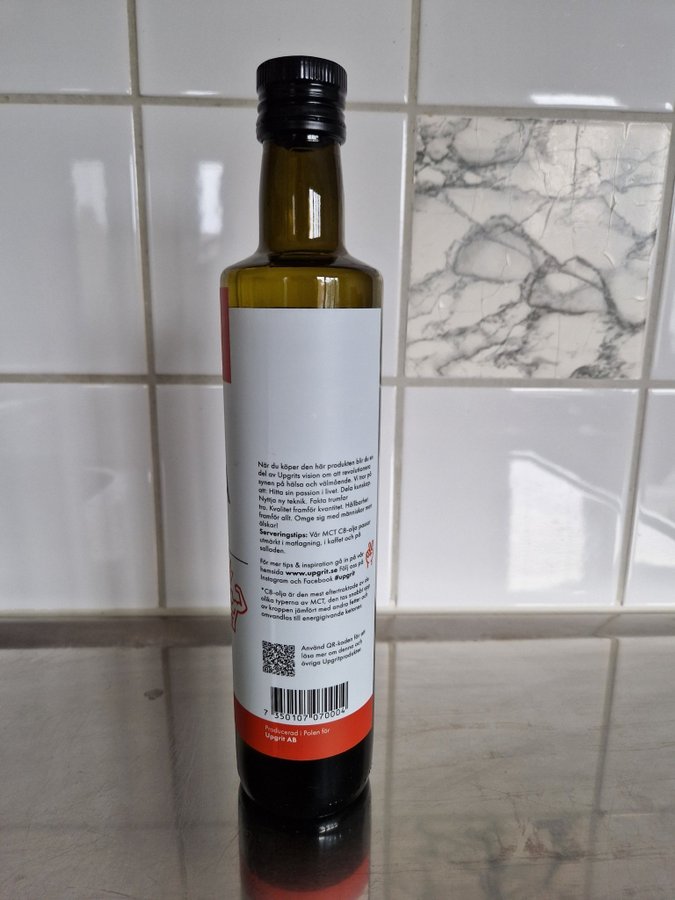 När du köper den här produkten blir du en
del av Upgrits vision om att revolutionera
synen på hälsa och välmående. Vi tror på
att: Hitta sin passion i livet. Dela kunskap.
Nyttja ny teknik. Fakta trumfar
tro. Kvalitet framför kvantitet. Hållbarhet
framför allt. Omge sig med människor man
älskar!
Serveringstips: Vår MCT C8-olja passar
utmärkt i matlagning, i kaffet och på
salladen.
För mer tips & inspiration gå in på vår
hemsida www.upgrit.se Följ oss på
Instagram och Facebook #upgrit
*C8-olja är den mest eftertraktade av de
olika typerna av MCT, den tas snabbt upp
av kroppen jämfört med andra fetter och
omvandlas till energigivande ketoner.
Använd QR-koden för att
läsa mer om denna och
övriga Upgritprodukter.
7 350107 070004
Producerad i Polen för
Upgrit AB